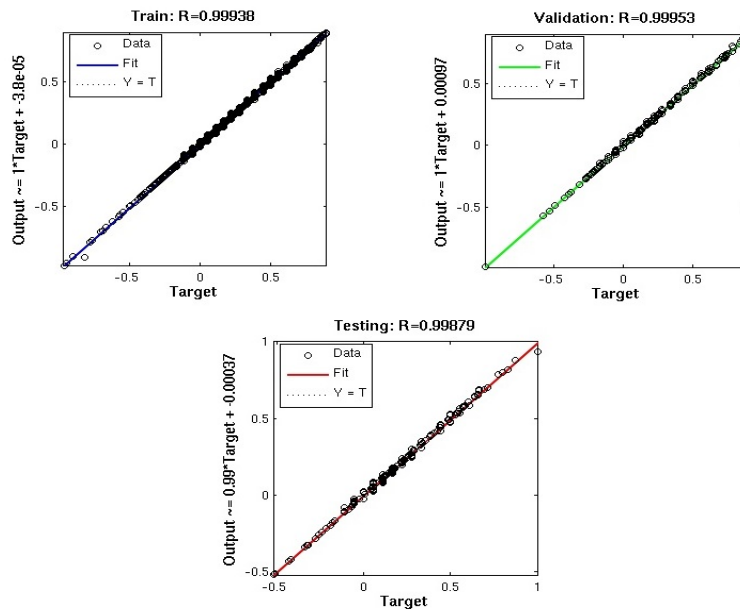 Train: R=0.99938
Output ~= 1*Target + -3.8e-05
Data
Fit
Y = T
0.5
0
-0.5
-0.5 0 0.5
Target
Validation: R=0.99953
Output ~= 1*Target + 0.00097
Data
Fit
Y = T
0.5
0
-0.5
-0.5 0 0.5
Target
Testing: R=0.99879
Output ~= 0.99*Target + -0.00037
Data
Fit
Y = T
1
0.5
0
-0.5
-0.5 0 0.5 1
Target